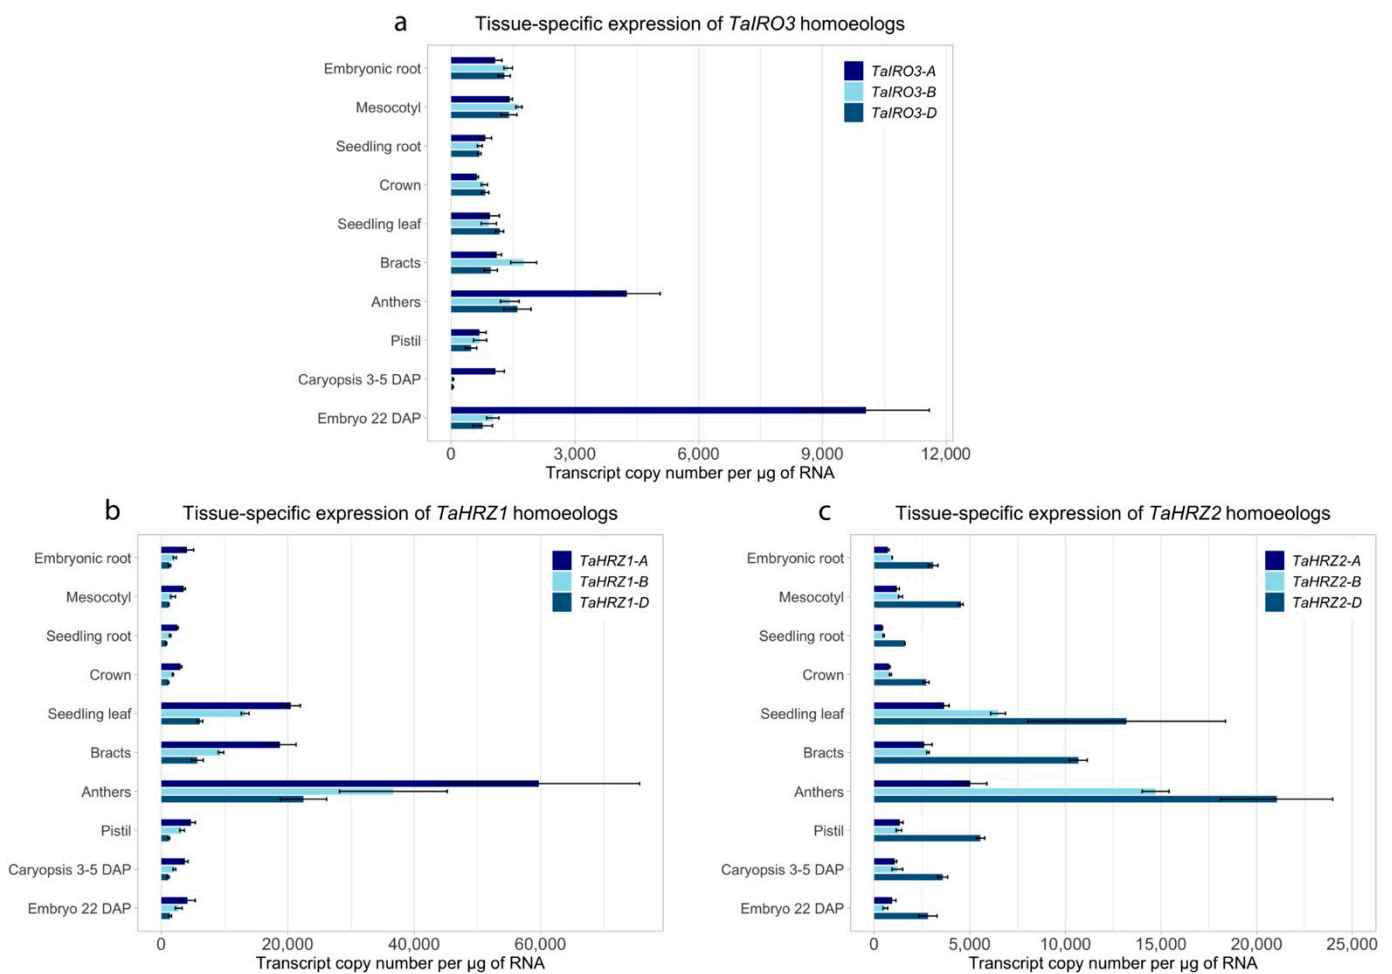 a
Tissue-specific expression of TaIRO3 homoeologs
Embryonic root
Mesocotyl
Seedling root
Crown
Seedling leaf
Bracts
Anthers
Pistil
Caryopsis 3-5 DAP
Embryo 22 DAP
TaIRO3-A
TaIRO3-B
TaIRO3-D
0 3,000 6,000 9,000 12,000
Transcript copy number per µg of RNA
b
Tissue-specific expression of TaHRZ1 homoeologs
Embryonic root
Mesocotyl
Seedling root
Crown
Seedling leaf
Bracts
Anthers
Pistil
Caryopsis 3-5 DAP
Embryo 22 DAP
TaHRZ1-A
TaHRZ1-B
TaHRZ1-D
0 20,000 40,000 60,000
Transcript copy number per µg of RNA
c
Tissue-specific expression of TaHRZ2 homoeologs
Embryonic root
Mesocotyl
Seedling root
Crown
Seedling leaf
Bracts
Anthers
Pistil
Caryopsis 3-5 DAP
Embryo 22 DAP
TaHRZ2-A
TaHRZ2-B
TaHRZ2-D
0 5,000 10,000 15,000 20,000 25,000
Transcript copy number per µg of RNA